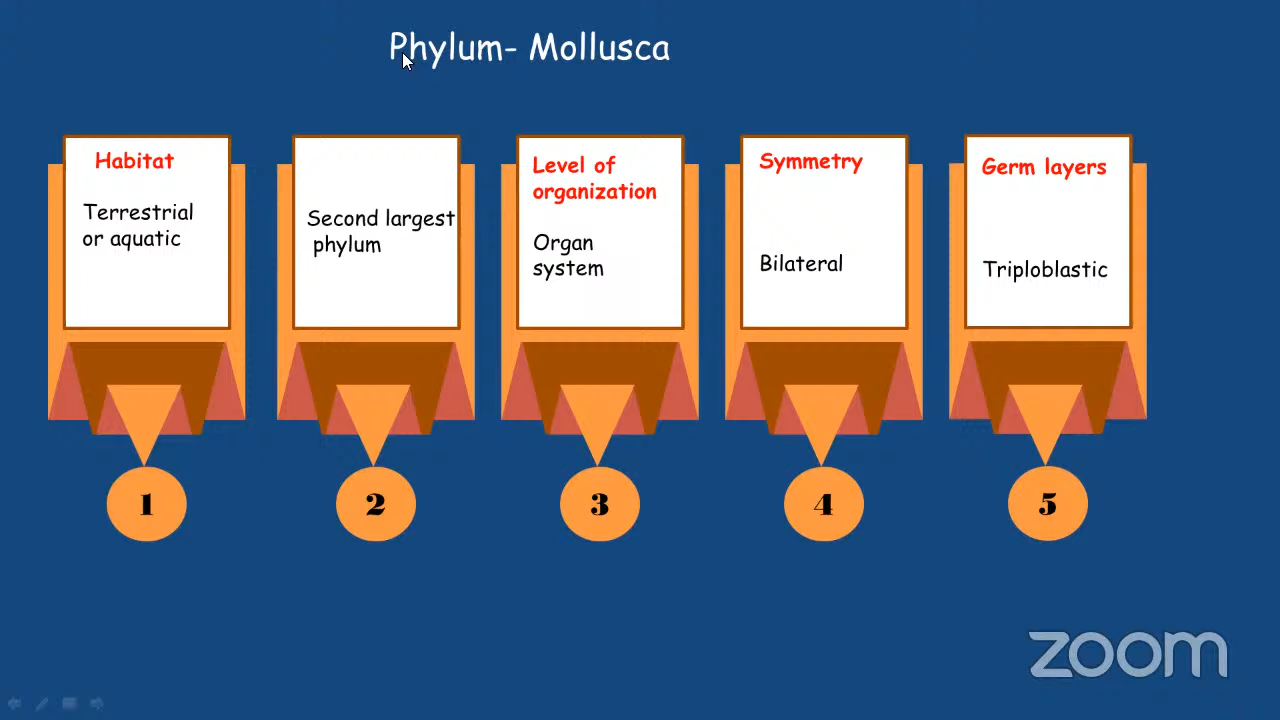 Phylum- Mollusca
Habitat
Terrestrial
or aquatic
1
Second largest
phylum
2
Level of
organization
Organ
system
3
Symmetry
Bilateral
4
Germ layers
Triploblastic
5
zoom